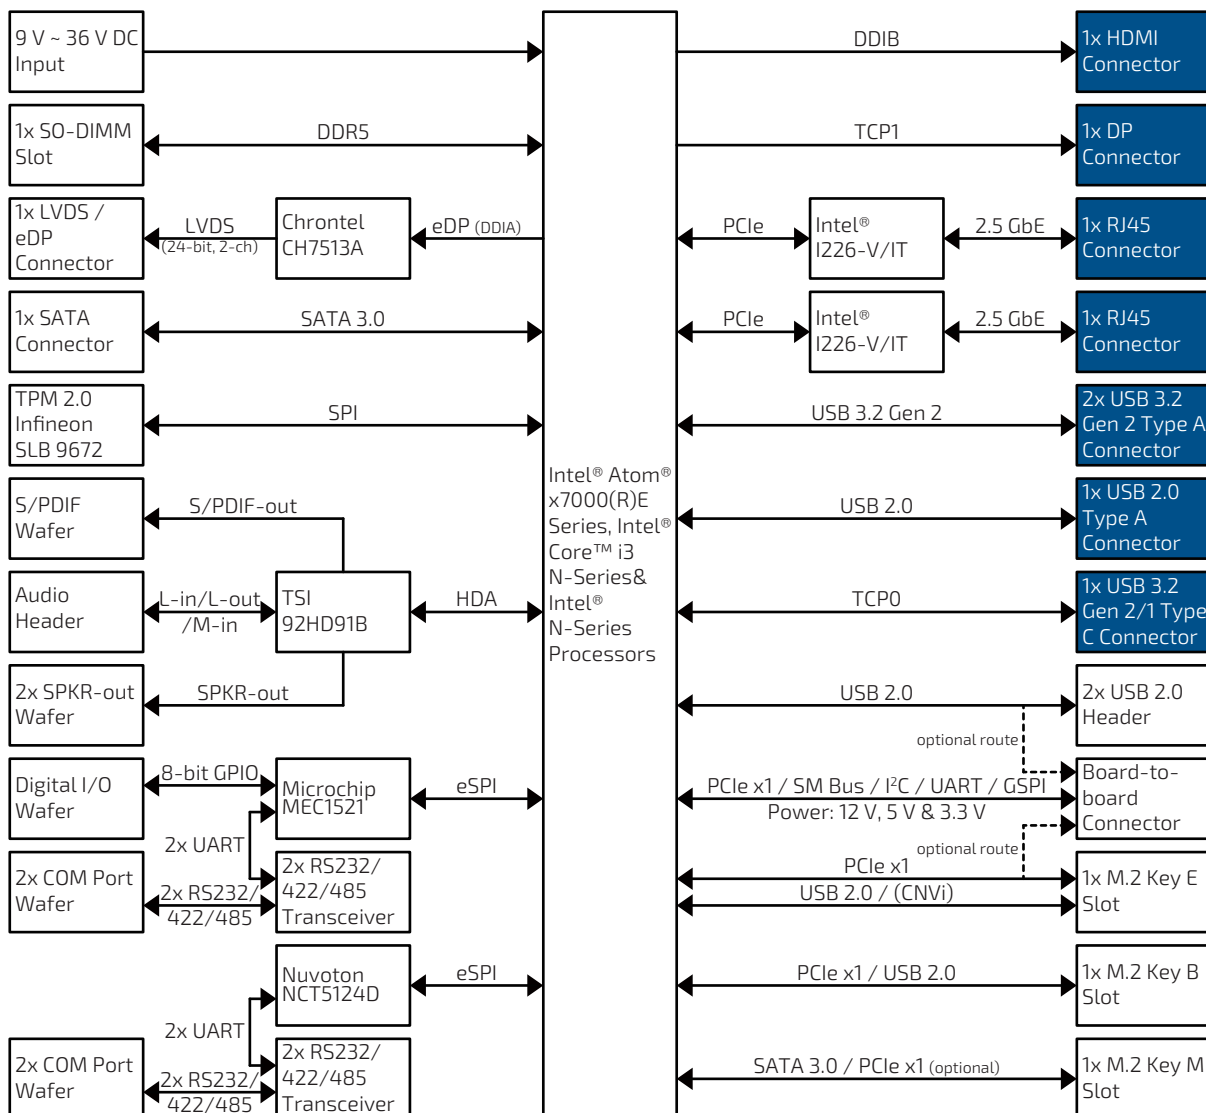 9 V ~ 36 V DC
Input
1x SO-DIMM
Slot
DDR5
1x LVDS /
eDP
Connector
LVDS
(24-bit, 2-ch)
Chrontel
CH7513A
eDP (DDIA)
1x SATA
Connector
SATA 3.0
TPM 2.0
Infineon
SLB 9672
SPI
S/PDIF
Wafer
S/PDIF-out
Audio
Header
L-in/L-out
/M-in
TSI
92HD91B
HDA
2x SPKR-out
Wafer
SPKR-out
Digital I/O
Wafer
8-bit GPIO
Microchip
MEC1521
eSPI
2x UART
2x COM Port
Wafer
2x RS232/
422/485
2x RS232/
422/485
Transceiver
Nuvoton
NCT5124D
eSPI
2x UART
2x COM Port
Wafer
2x RS232/
422/485
2x RS232/
422/485
Transceiver
Intel® Atom®
x7000(R)E
Series, Intel®
Core™ i3
N-Series&
Intel®
N-Series
Processors
DDIB
1x HDMI
Connector
TCP1
1x DP
Connector
PCIe
Intel®
I226-V/IT
2.5 GbE
1x RJ45
Connector
PCIe
Intel®
I226-V/IT
2.5 GbE
1x RJ45
Connector
USB 3.2 Gen 2
2x USB 3.2
Gen 2 Type A
Connector
USB 2.0
1x USB 2.0
Type A
Connector
TCP0
1x USB 3.2
Gen 2/1 Type
C Connector
USB 2.0
2x USB 2.0
Header
optional route
PCIe x1 / SM Bus / I²C / UART / GSPI
Power: 12 V, 5 V & 3.3 V
Board-to-
board
Connector
optional route
PCIe x1
USB 2.0 / (CNVi)
1x M.2 Key E
Slot
PCIe x1 / USB 2.0
1x M.2 Key B
Slot
SATA 3.0 / PCIe x1 (optional)
1x M.2 Key M
Slot